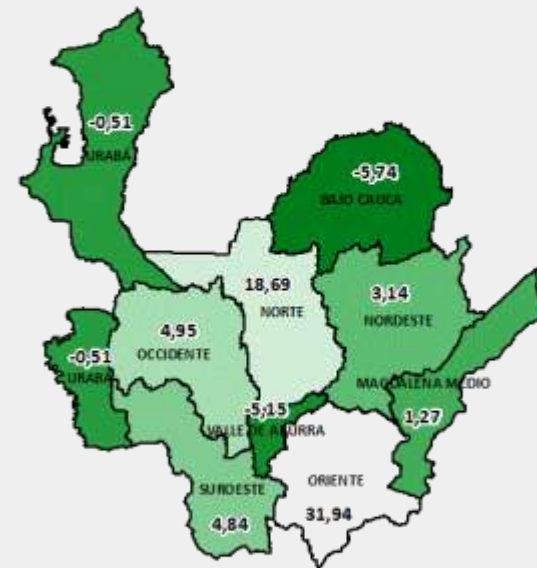 -0,51
URABÁ
-5,74
BAJO CAUCA
18,69
NORTE
3,14
NORDESTE
4,95
OCCIDENTE
-0,51
URABÁ
MAGDALENA MEDIO
1,27
-5,15
VALLE DE ABURRA
SUROESTE
4,84
ORIENTE
31,94